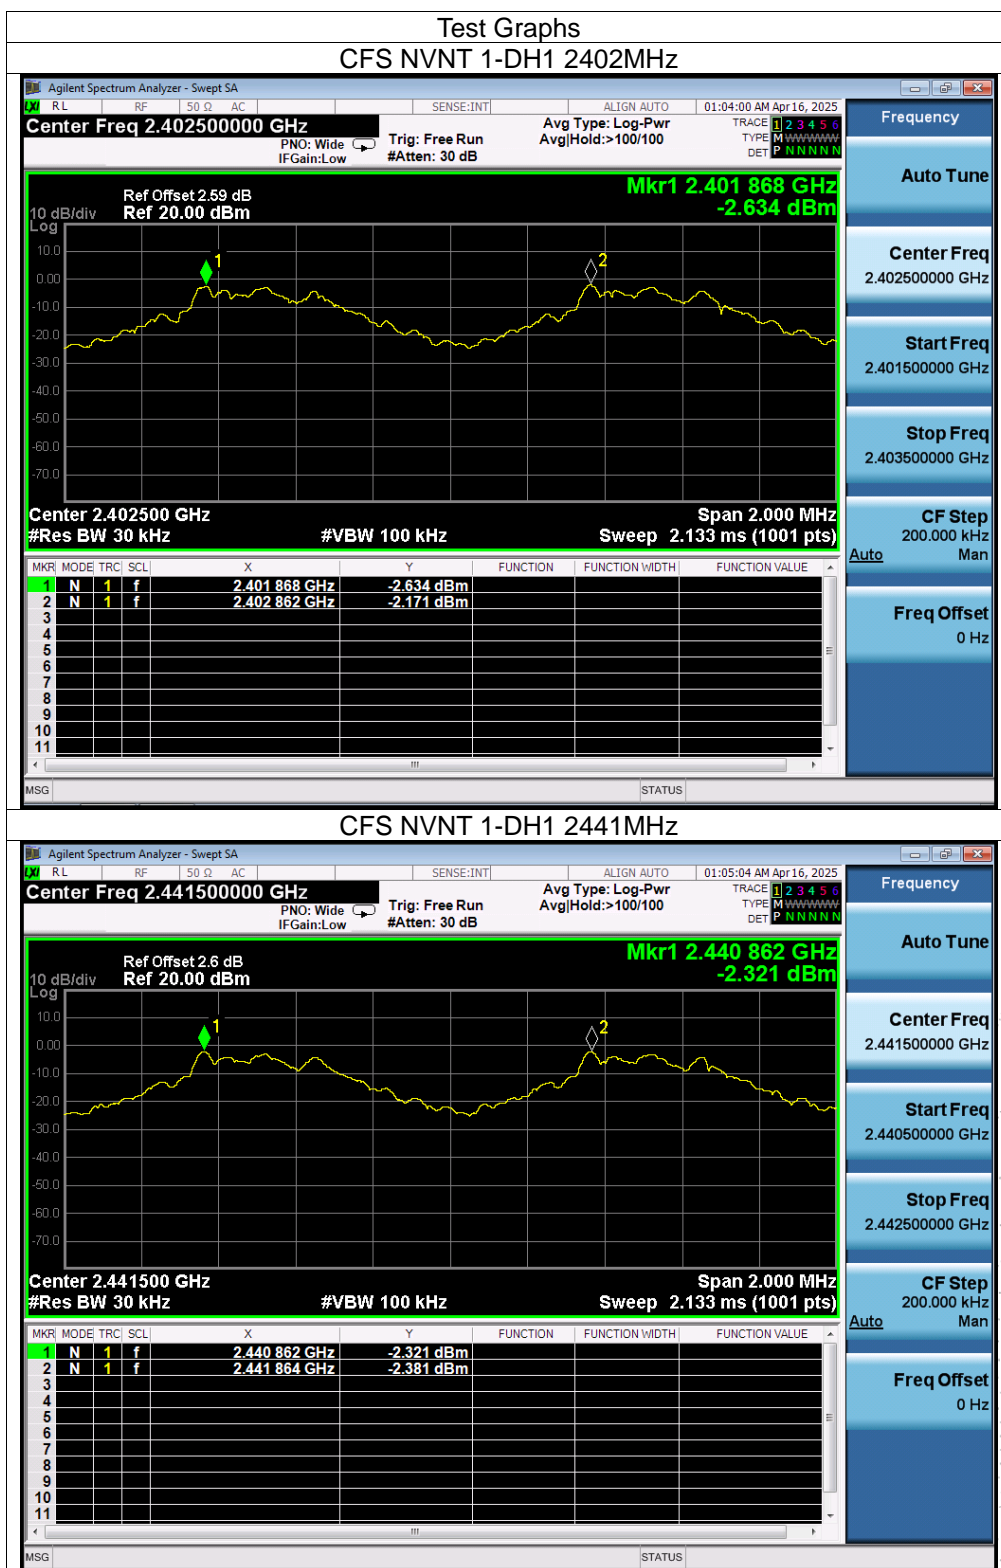 Test Graphs
CFS NVNT 1-DH1 2402MHz
Agilent Spectrum Analyzer - Swept SA
LXI RL RF 50 Ω AC SENSE:INT ALIGN AUTO 01:04:00 AM Apr 16, 2025
Center Freq 2.402500000 GHz
PNO: Wide
IFGain:Low
Trig: Free Run
#Atten: 30 dB
Avg Type: Log-Pwr
Avg|Hold:>100/100
TRACE 1 2 3 4 5 6
TYPE M WWWWW
DET P N N N N N
Frequency
Mkr1 2.401 868 GHz
-2.634 dBm
Ref Offset 2.59 dB
10 dB/div Ref 20.00 dBm
Log
10.0
0.00
-10.0
-20.0
-30.0
-40.0
-50.0
-60.0
-70.0
1
2
Center 2.402500 GHz Span 2.000 MHz
#Res BW 30 kHz #VBW 100 kHz Sweep 2.133 ms (1001 pts)
MKR MODE TRC SCL X Y FUNCTION FUNCTION WIDTH FUNCTION VALUE
1 N 1 f 2.401 868 GHz -2.634 dBm
2 N 1 f 2.402 862 GHz -2.171 dBm
3
4
5
6
7
8
9
10
11
MSG STATUS
Auto Tune
Center Freq
2.402500000 GHz
Start Freq
2.401500000 GHz
Stop Freq
2.403500000 GHz
CF Step
200.000 kHz
Auto Man
Freq Offset
0 Hz
CFS NVNT 1-DH1 2441MHz
Agilent Spectrum Analyzer - Swept SA
LXI RL RF 50 Ω AC SENSE:INT ALIGN AUTO 01:05:04 AM Apr 16, 2025
Center Freq 2.441500000 GHz
PNO: Wide
IFGain:Low
Trig: Free Run
#Atten: 30 dB
Avg Type: Log-Pwr
Avg|Hold:>100/100
TRACE 1 2 3 4 5 6
TYPE M WWWWW
DET P N N N N N
Frequency
Mkr1 2.440 862 GHz
-2.321 dBm
Ref Offset 2.6 dB
10 dB/div Ref 20.00 dBm
Log
10.0
0.00
-10.0
-20.0
-30.0
-40.0
-50.0
-60.0
-70.0
1
2
Center 2.441500 GHz Span 2.000 MHz
#Res BW 30 kHz #VBW 100 kHz Sweep 2.133 ms (1001 pts)
MKR MODE TRC SCL X Y FUNCTION FUNCTION WIDTH FUNCTION VALUE
1 N 1 f 2.440 862 GHz -2.321 dBm
2 N 1 f 2.441 864 GHz -2.381 dBm
3
4
5
6
7
8
9
10
11
MSG STATUS
Auto Tune
Center Freq
2.441500000 GHz
Start Freq
2.440500000 GHz
Stop Freq
2.442500000 GHz
CF Step
200.000 kHz
Auto Man
Freq Offset
0 Hz